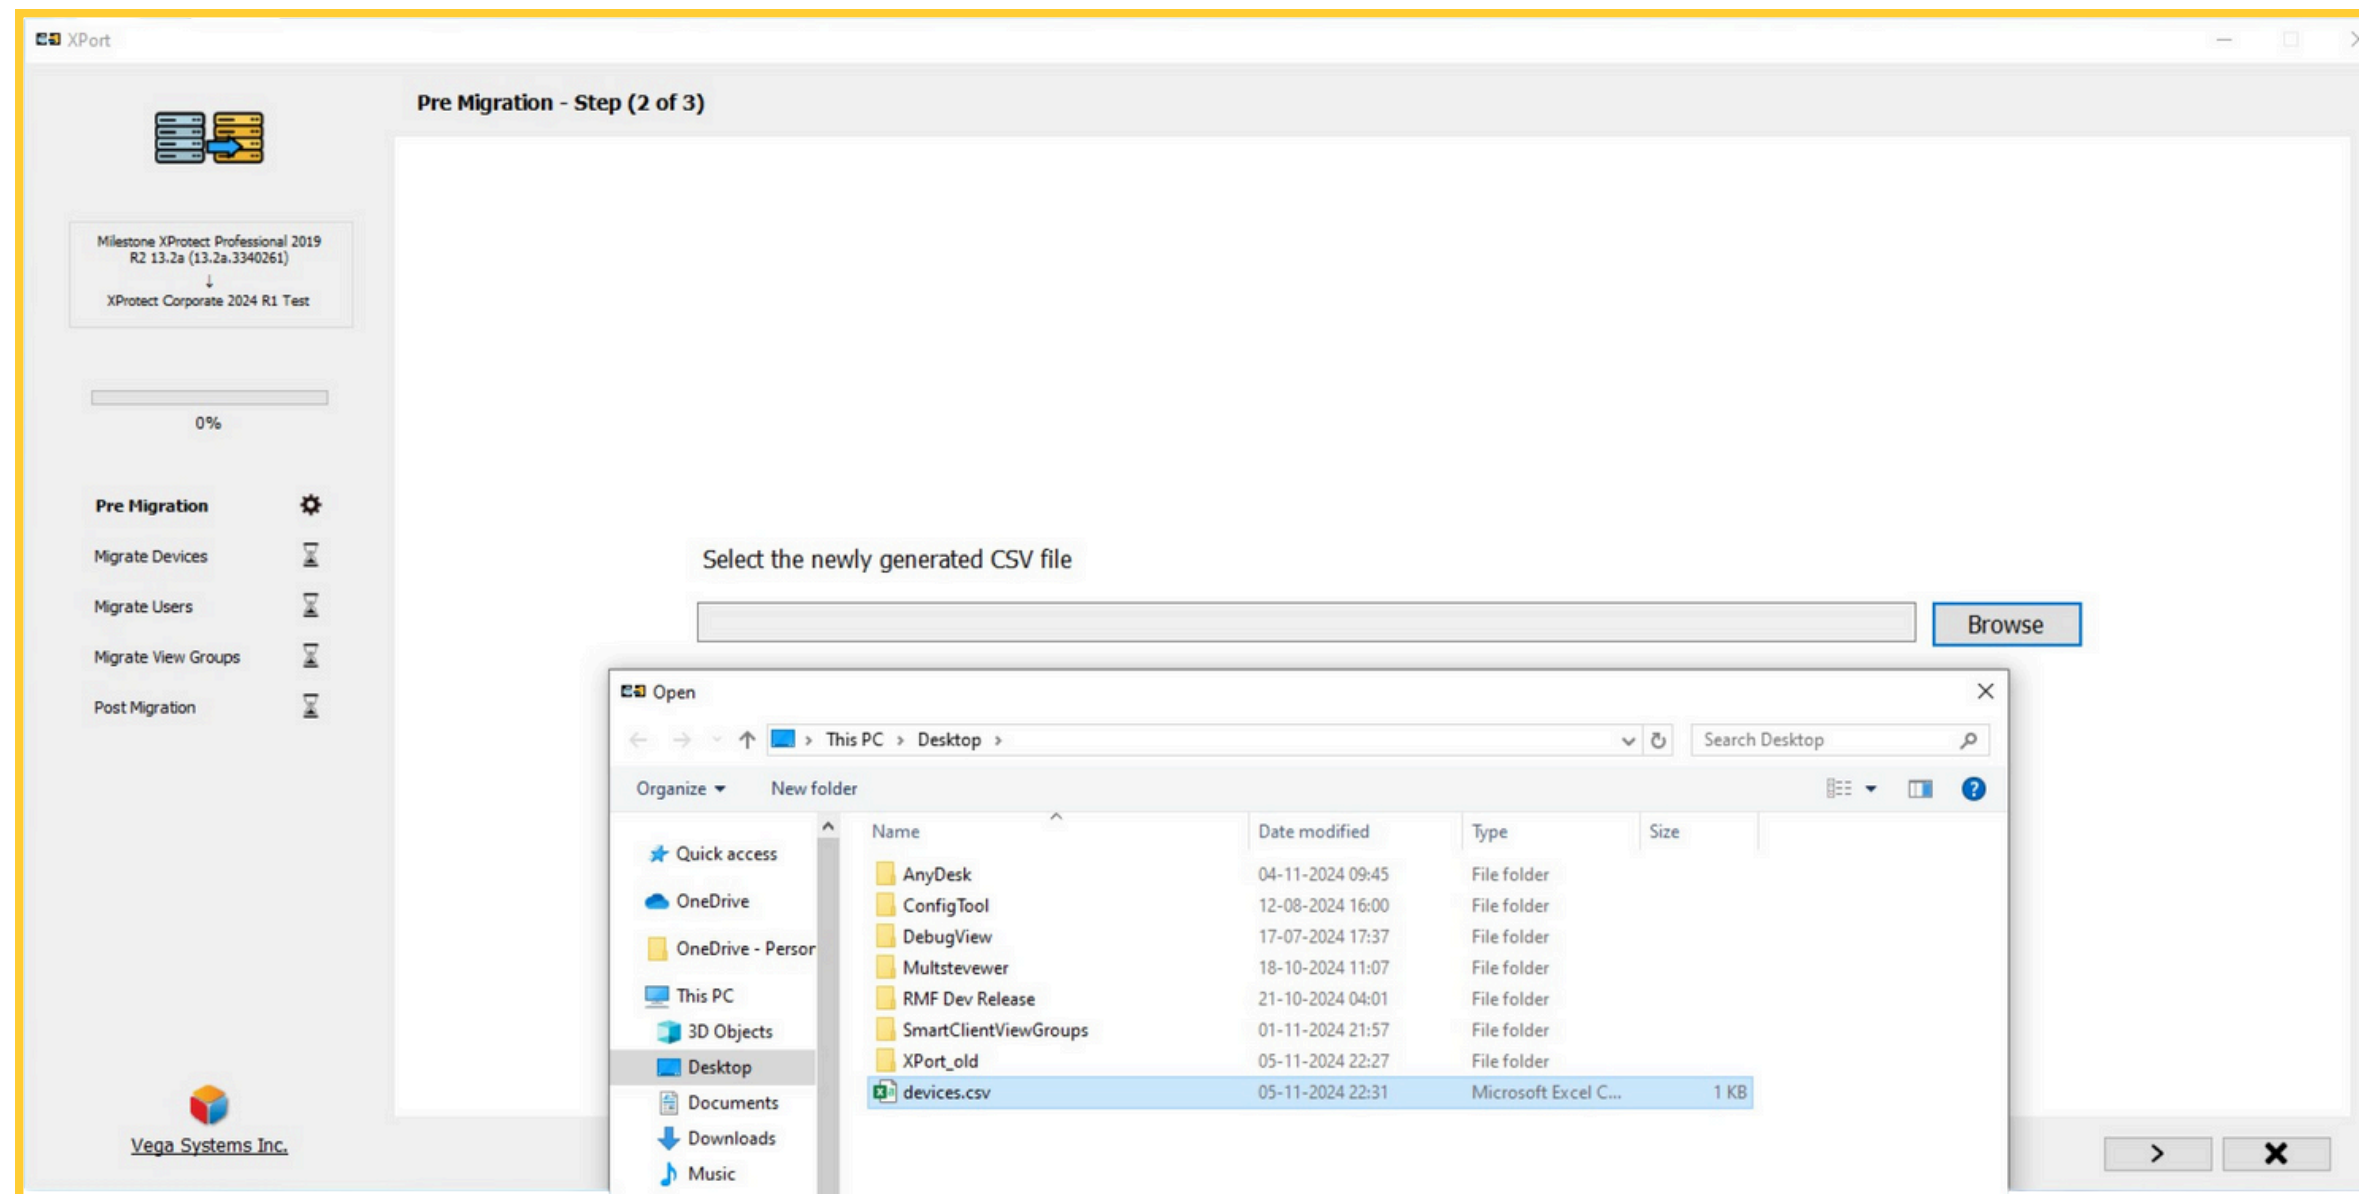 XPort
Pre Migration - Step (2 of 3)
Milestone XProtect Professional 2019
R2 13.2a (13.2a.3340261)
↓
XProtect Corporate 2024 R1 Test
0%
Pre Migration
Migrate Devices
Migrate Users
Migrate View Groups
Post Migration
Vega Systems Inc.
Select the newly generated CSV file
Browse
Open
This PC > Desktop >
Search Desktop
Organize
New folder
Quick access
OneDrive
OneDrive - Person
This PC
3D Objects
Desktop
Documents
Downloads
Music
Name Date modified Type Size
AnyDesk 04-11-2024 09:45 File folder
ConfigTool 12-08-2024 16:00 File folder
DebugView 17-07-2024 17:37 File folder
Multstevewer 18-10-2024 11:07 File folder
RMF Dev Release 21-10-2024 04:01 File folder
SmartClientViewGroups 01-11-2024 21:57 File folder
XPort_old 05-11-2024 22:27 File folder
devices.csv 05-11-2024 22:31 Microsoft Excel C... 1 KB